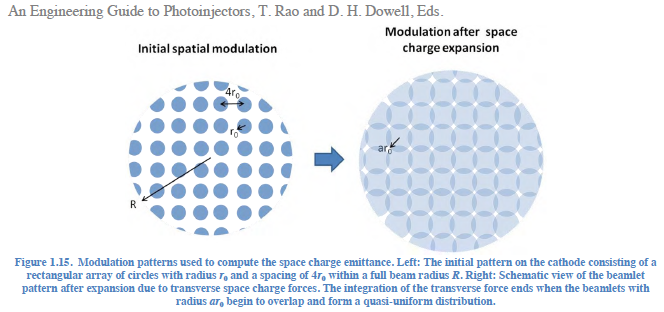 An Engineering Guide to Photoinjectors, T. Rao and D. H. Dowell, Eds.
Initial spatial modulation
Modulation after space
charge expansion
4r₀
r₀
R
ar₀
Figure 1.15. Modulation patterns used to compute the space charge emittance. Left: The initial pattern on the cathode consisting of a
rectangular array of circles with radius r₀ and a spacing of 4r₀ within a full beam radius R. Right: Schematic view of the beamlet
pattern after expansion due to transverse space charge forces. The integration of the transverse force ends when the beamlets with
radius ar₀ begin to overlap and form a quasi-uniform distribution.